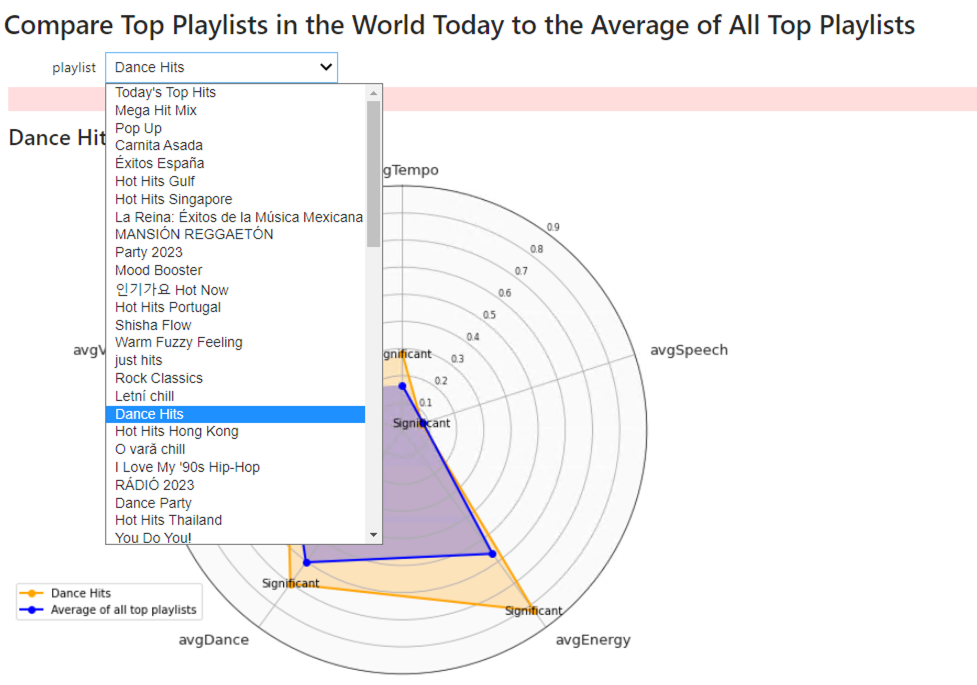 Compare Top Playlists in the World Today to the Average of All Top Playlists
playlist
Dance Hits
Today's Top Hits
Mega Hit Mix
Pop Up
Carnita Asada
Éxitos España
Hot Hits Gulf
Hot Hits Singapore
La Reina: Éxitos de la Música Mexicana
MANSIÓN REGGAETÓN
Party 2023
Mood Booster
인기가요 Hot Now
Hot Hits Portugal
Shisha Flow
Warm Fuzzy Feeling
just hits
Rock Classics
Letní chill
Dance Hits
Hot Hits Hong Kong
O vară chill
I Love My '90s Hip-Hop
RÁDIÓ 2023
Dance Party
Hot Hits Thailand
You Do You!
Dance Hit
gTempo
0.9
0.8
0.7
0.6
0.5
0.4
0.3
0.2
0.1
avgV
avgSpeech
gnificant
Significant
Significant
Significant
avgDance
avgEnergy
Dance Hits
Average of all top playlists